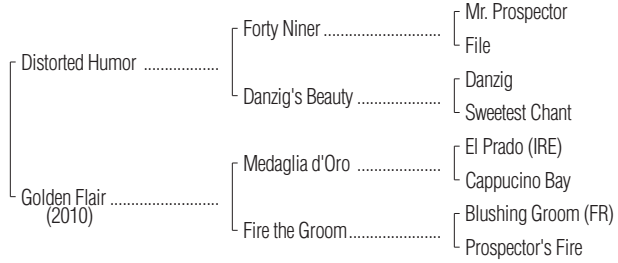 Mr. Prospector
Forty Niner ..............................
File
Distorted Humor ...................
Danzig
Danzig's Beauty .....................
Sweetest Chant
El Prado (IRE)
Medaglia d'Oro .....................
Cappucino Bay
Golden Flair ...........................
(2010)
Blushing Groom (FR)
Fire the Groom.......................
Prospector's Fire